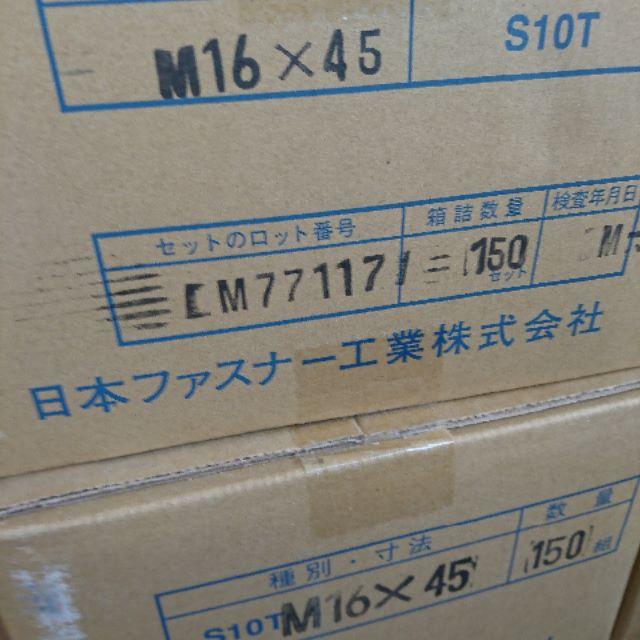 M16×45 S10T
セットのロット番号 箱詰数量 検査年月日
M77117 150 M
ロット
日本ファスナー工業株式会社
種別・寸法 数量
S10T M16×45 150 組